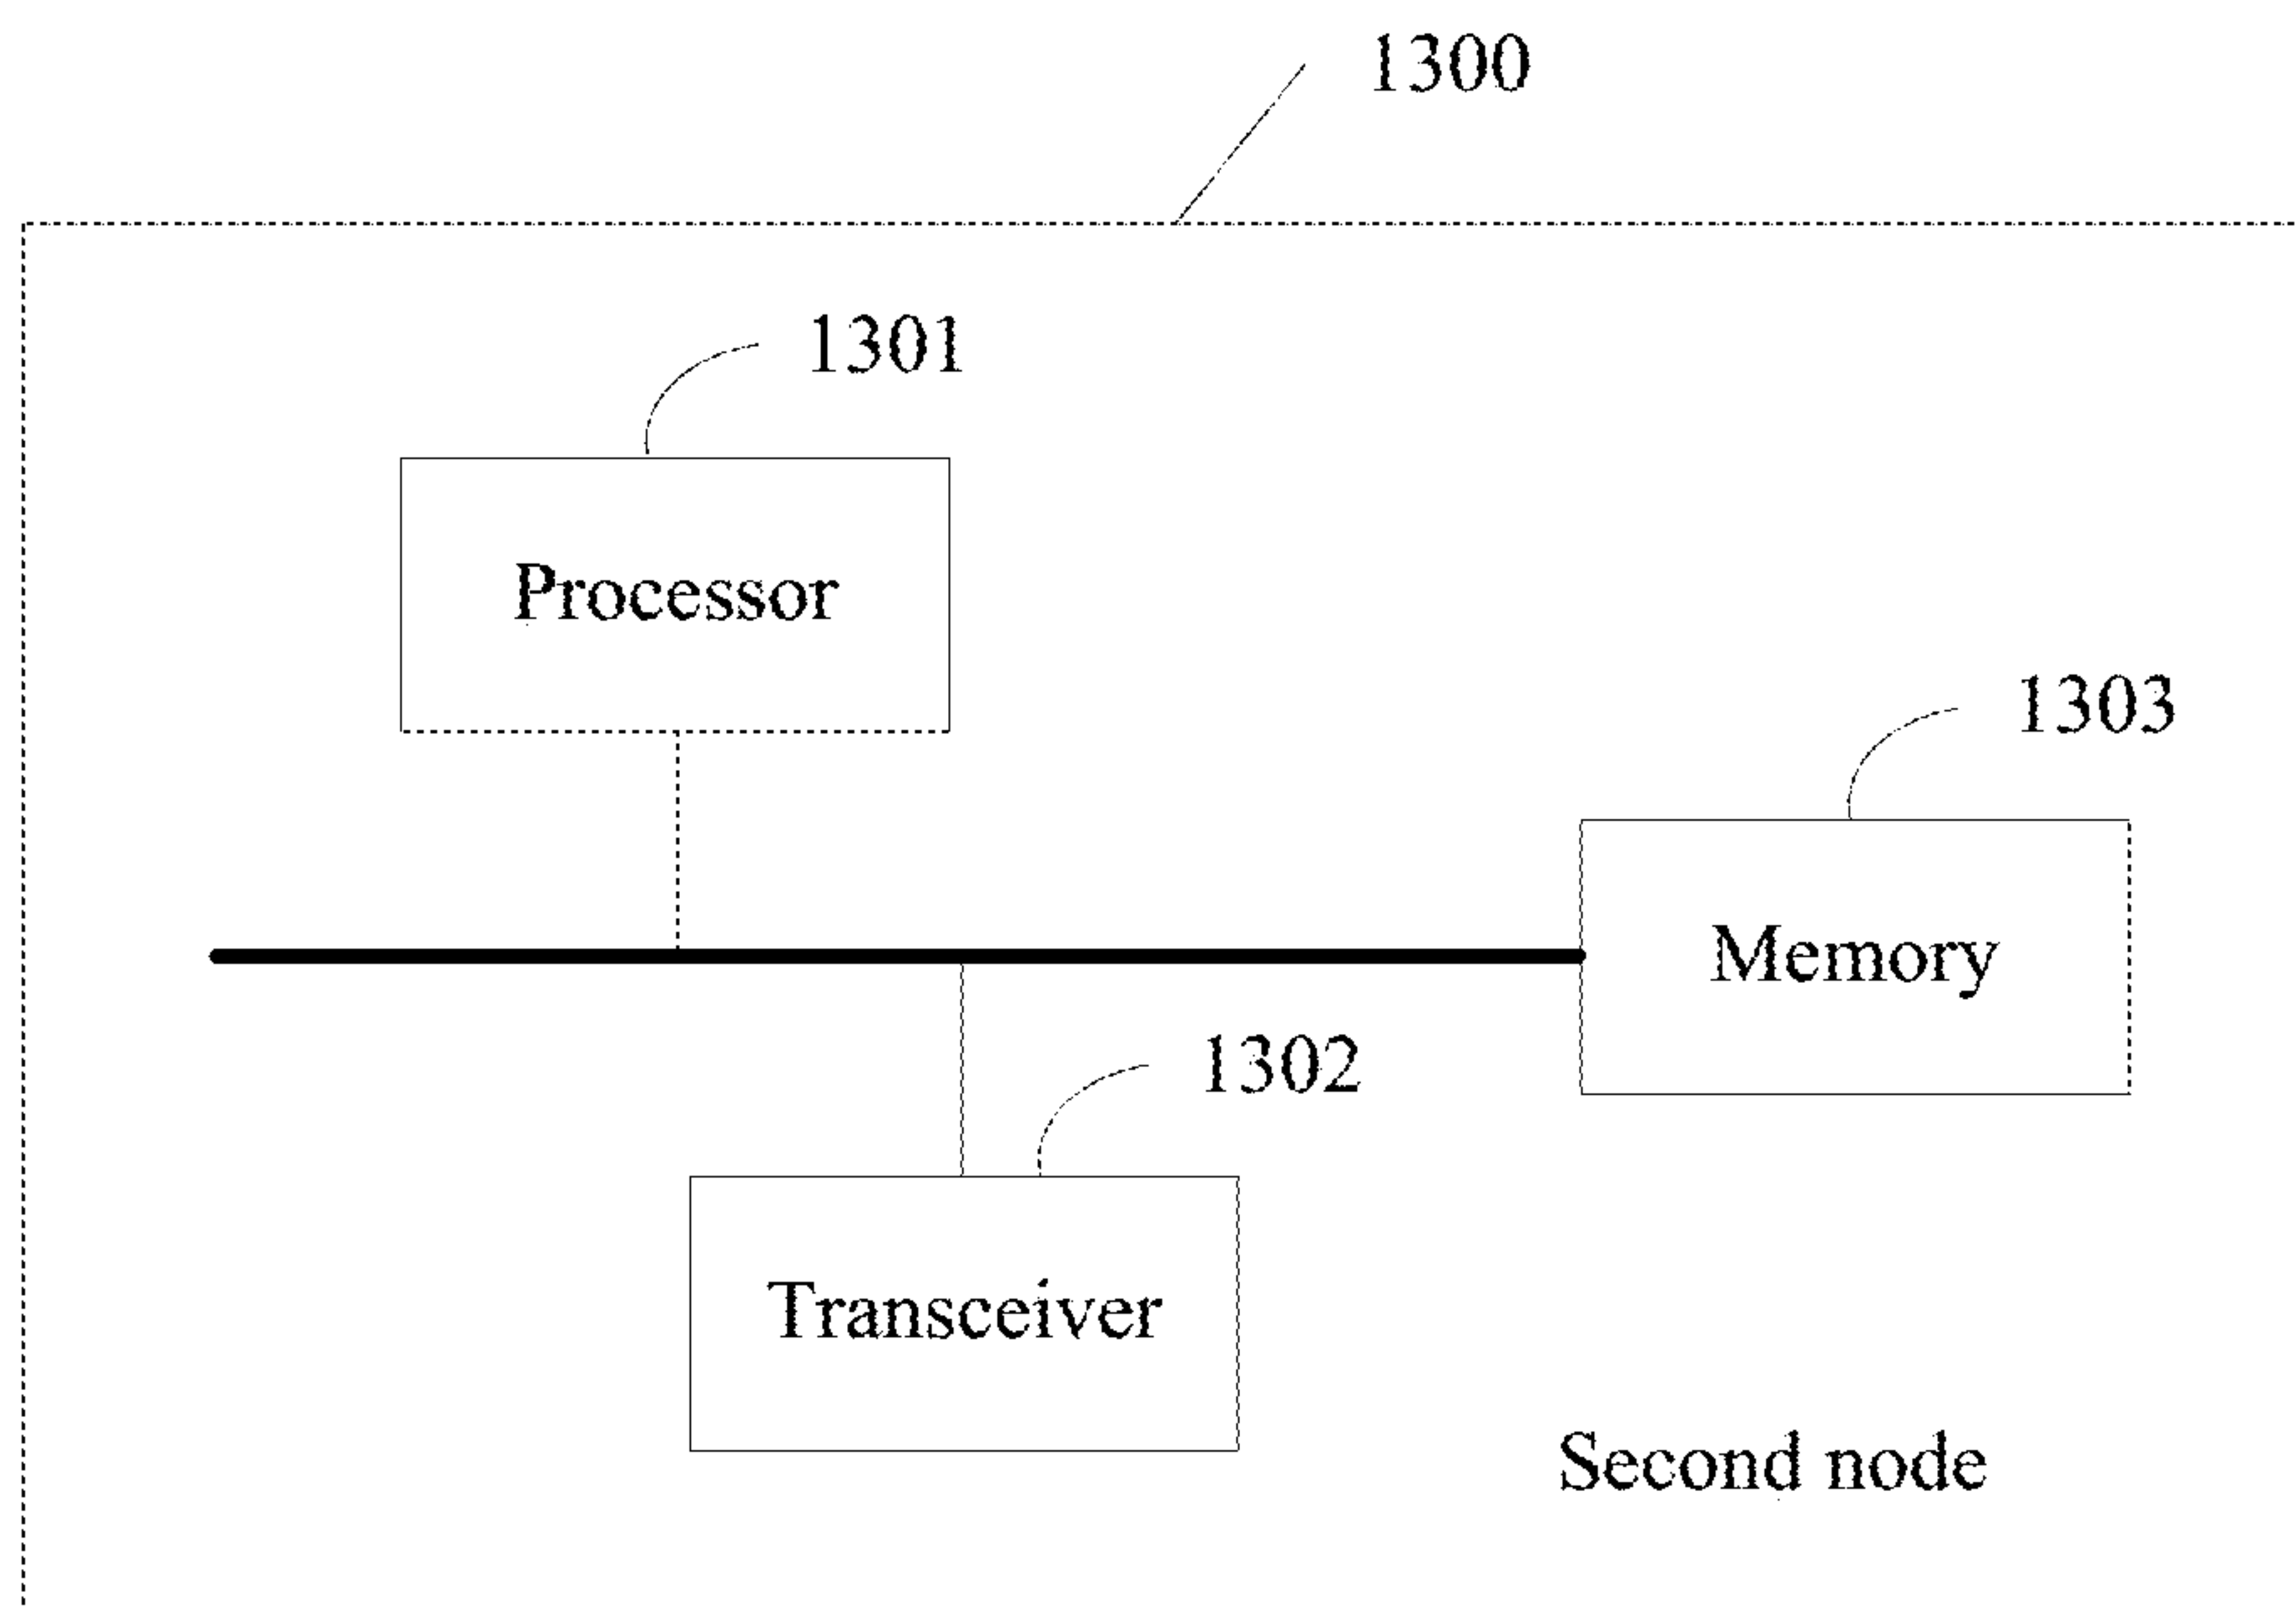 1300
1301
Processor
1303
Memory
1302
Transceiver
Second node